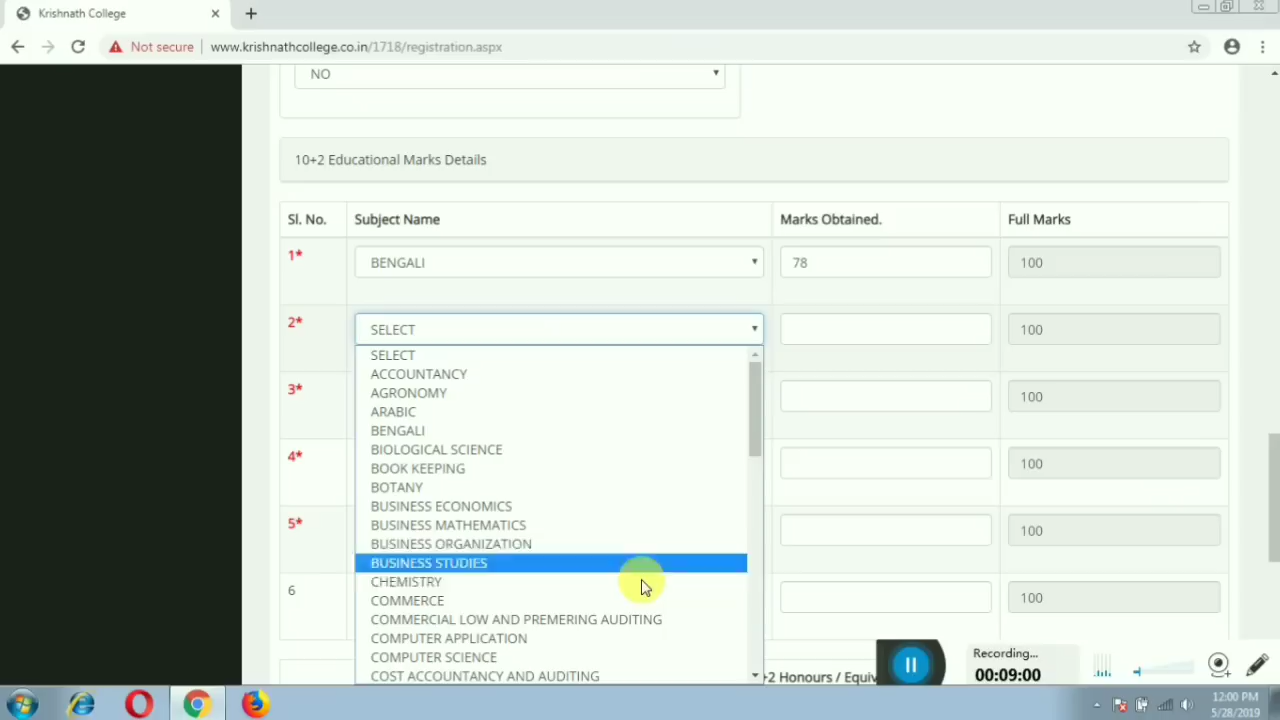 Krishnath College
Not secure | www.krishnathcollege.co.in/1718/registration.aspx
NO
10+2 Educational Marks Details
Sl. No. Subject Name Marks Obtained. Full Marks
1* BENGALI 78 100
2* SELECT 100
SELECT
ACCOUNTANCY
AGRONOMY
3* 100
ARABIC
BENGALI
BIOLOGICAL SCIENCE
4* 100
BOOK KEEPING
BOTANY
BUSINESS ECONOMICS
5* 100
BUSINESS MATHEMATICS
BUSINESS ORGANIZATION
BUSINESS STUDIES
CHEMISTRY
6 100
COMMERCE
COMMERCIAL LOW AND PREMERING AUDITING
COMPUTER APPLICATION
COMPUTER SCIENCE
COST ACCOUNTANCY AND AUDITING
+2 Honours /
Recording...
00:09:00
12:00 PM
5/28/2019